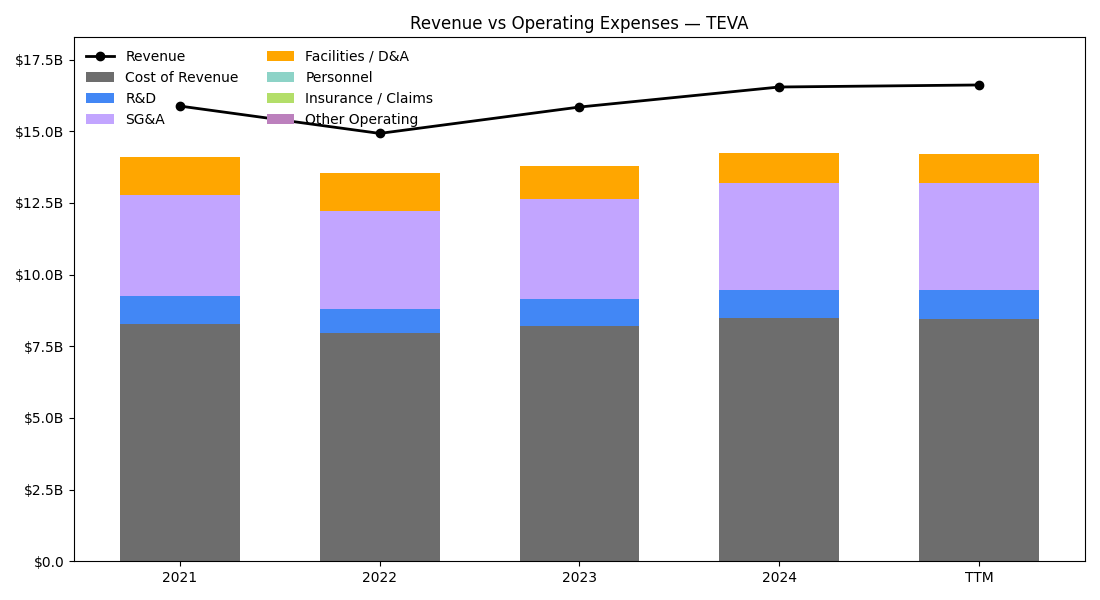 Revenue vs Operating Expenses — TEVA
Revenue
Cost of Revenue
R&D
SG&A
Facilities / D&A
Personnel
Insurance / Claims
Other Operating
$17.5B
$15.0B
$12.5B
$10.0B
$7.5B
$5.0B
$2.5B
$0.0
2021 2022 2023 2024 TTM